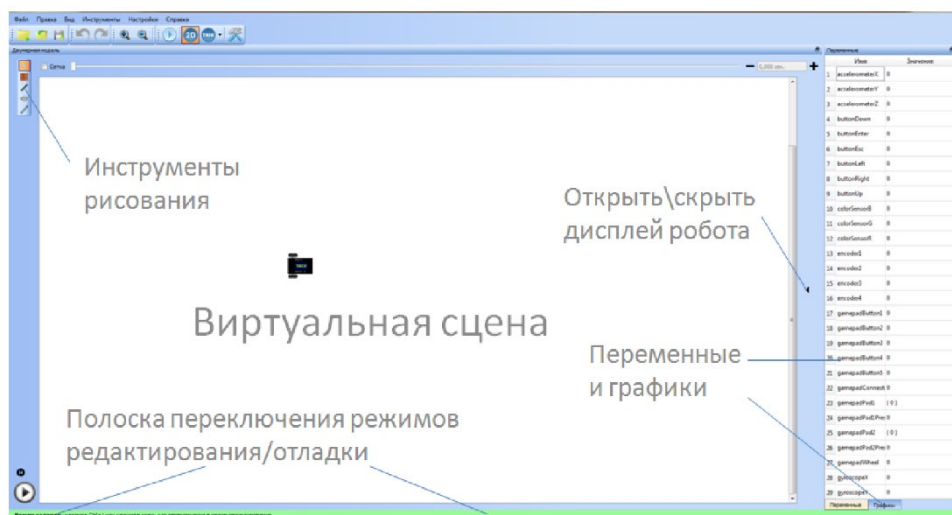 Файл Правка Вид Инструменты Настройки Справка
2D TRIK
Двумерная модель
Переменные
Сетка
0,000 сек.
Имя Значение
1 accelerometerX 0
2 accelerometerY 0
3 accelerometerZ 0
4 buttonDown 0
5 buttonEnter 0
6 buttonEsc 0
7 buttonLeft 0
8 buttonRight 0
9 buttonUp 0
10 colorSensorB 0
11 colorSensorG 0
12 colorSensorR 0
13 encoder1 0
14 encoder2 0
15 encoder3 0
16 encoder4 0
17 gamepadButton1 0
18 gamepadButton2 0
19 gamepadButton3 0
20 gamepadButton4 0
21 gamepadButton5 0
22 gamepadConnect 0
23 gamepadPad1 ( 0 )
24 gamepadPad1Pres 0
25 gamepadPad2 ( 0 )
26 gamepadPad2Pres 0
27 gamepadWheel 0
28 gyroscopeX 0
29 gyroscopeY 0
Переменные Графики
Инструменты
рисования
Открыть\скрыть
дисплей робота
Виртуальная сцена
Переменные
и графики
Полоска переключения режимов
редактирования/отладки